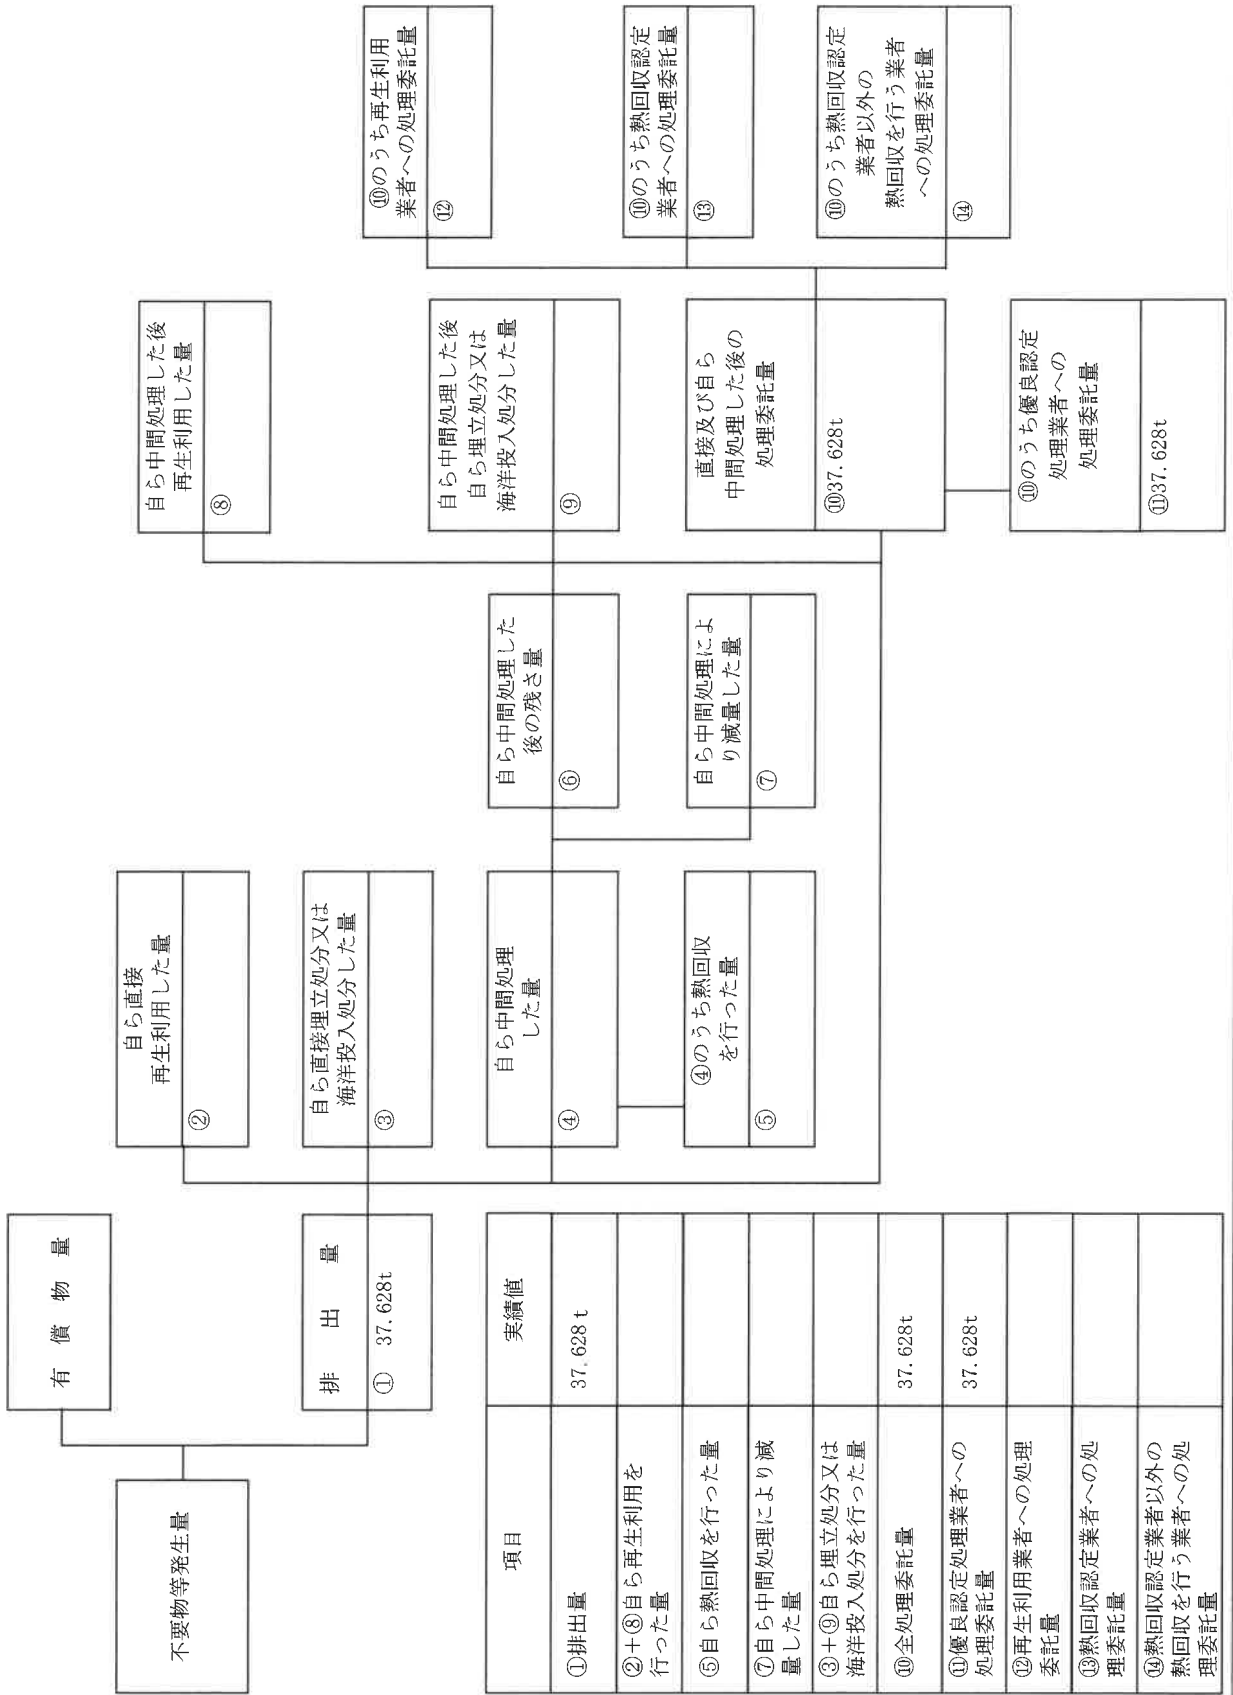 不要物等発生量
有償物量
排出量
① 37.628t
自ら直接
再生利用した量
②
自ら直接埋立処分又は
海洋投入処分した量
③
自ら中間処理
した量
④
④のうち熱回収
を行った量
⑤
自ら中間処理した
後の残さ量
⑥
自ら中間処理によ
り減量した量
⑦
自ら中間処理した後
再生利用した量
⑧
自ら中間処理した後
自ら埋立処分又は
海洋投入処分した量
⑨
直接及び自ら
中間処理した後の
処理委託量
⑩37.628t
⑩のうち優良認定
処理業者への
処理委託量
⑪37.628t
⑩のうち再生利用
業者への処理委託量
⑫
⑩のうち熱回収認定
業者への処理委託量
⑬
⑩のうち熱回収認定
業者以外の
熱回収を行う業者
への処理委託量
⑭
項目 実績値
①排出量 37.628t
②+⑧自ら再生利用を
行った量
⑤自ら熱回収を行った量
⑦自ら中間処理により減
量した量
③+⑨自ら埋立処分又は
海洋投入処分を行った量
⑩全処理委託量 37.628t
⑪優良認定処理業者への
処理委託量 37.628t
⑫再生利用業者への処理
委託量
⑬熱回収認定業者への処
理委託量
⑭熱回収認定業者以外の
熱回収を行う業者への処
理委託量